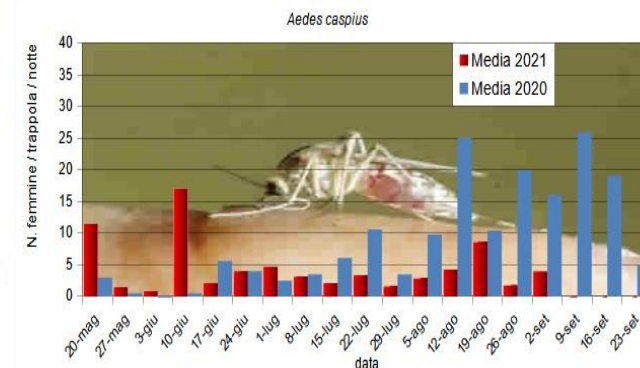 Aedes caspius
N. femmine / trappola / notte
40
35
30
25
20
15
10
5
0
Media 2021
Media 2020
20-mag
27-mag
3-giu
10-giu
17-giu
24-giu
1-lug
8-lug
15-lug
22-lug
29-lug
5-ago
12-ago
19-ago
26-ago
2-set
9-set
16-set
23-set
data